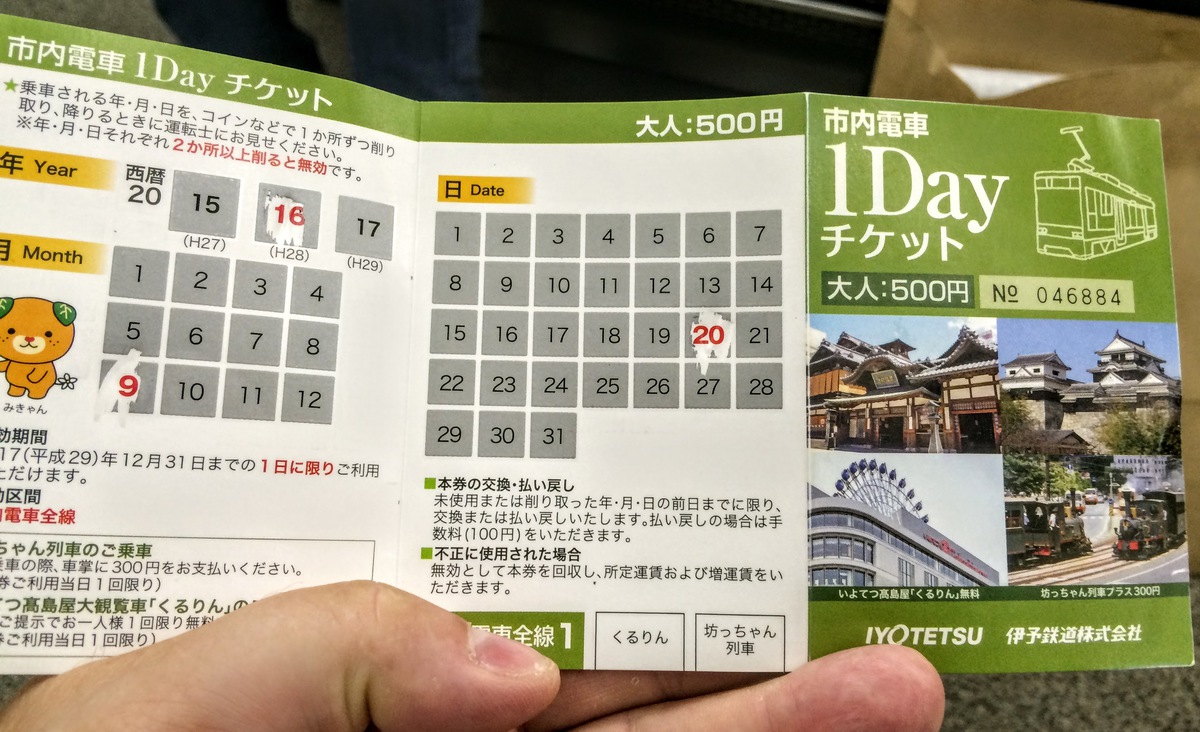 市内電車 1Day チケット
★乗車される年・月・日を、コインなどで1か所ずつ削り
取り、降りるときに運転士にお見せください。
※年・月・日それぞれ2か所以上削ると無効です。
年 Year
西暦
20
15 16 17
(H27) (H28) (H29)
月 Month
1 2 3 4
5 6 7 8
9 10 11 12
みきゃん
効期間
17(平成29)年12月31日までの1日に限りご利用
ただけます。
区間
電車全線
ちゃん列車のご乗車
乗車の際、車掌に300円をお支払いください。
券ご利用当日1回限り)
てつ髙島屋大観覧車「くるりん」の
ご提示でお一人様1回限り無料
券ご利用当日1回限り)
大人:500円
日 Date
1 2 3 4 5 6 7
8 9 10 11 12 13 14
15 16 17 18 19 20 21
22 23 24 25 26 27 28
29 30 31
■本券の交換・払い戻し
未使用または削り取った年・月・日の前日までに限り、
交換または払い戻しいたします。払い戻しの場合は手
数料(100円)をいただきます。
■不正に使用された場合
無効として本券を回収し、所定運賃および増運賃をい
ただきます。
電車全線1
くるりん
坊っちゃん
列車
市内電車
1Day
チケット
大人:500円
№ 046884
いよてつ髙島屋「くるりん」無料
坊っちゃん列車プラス300円
IYOTETSU 伊予鉄道株式会社